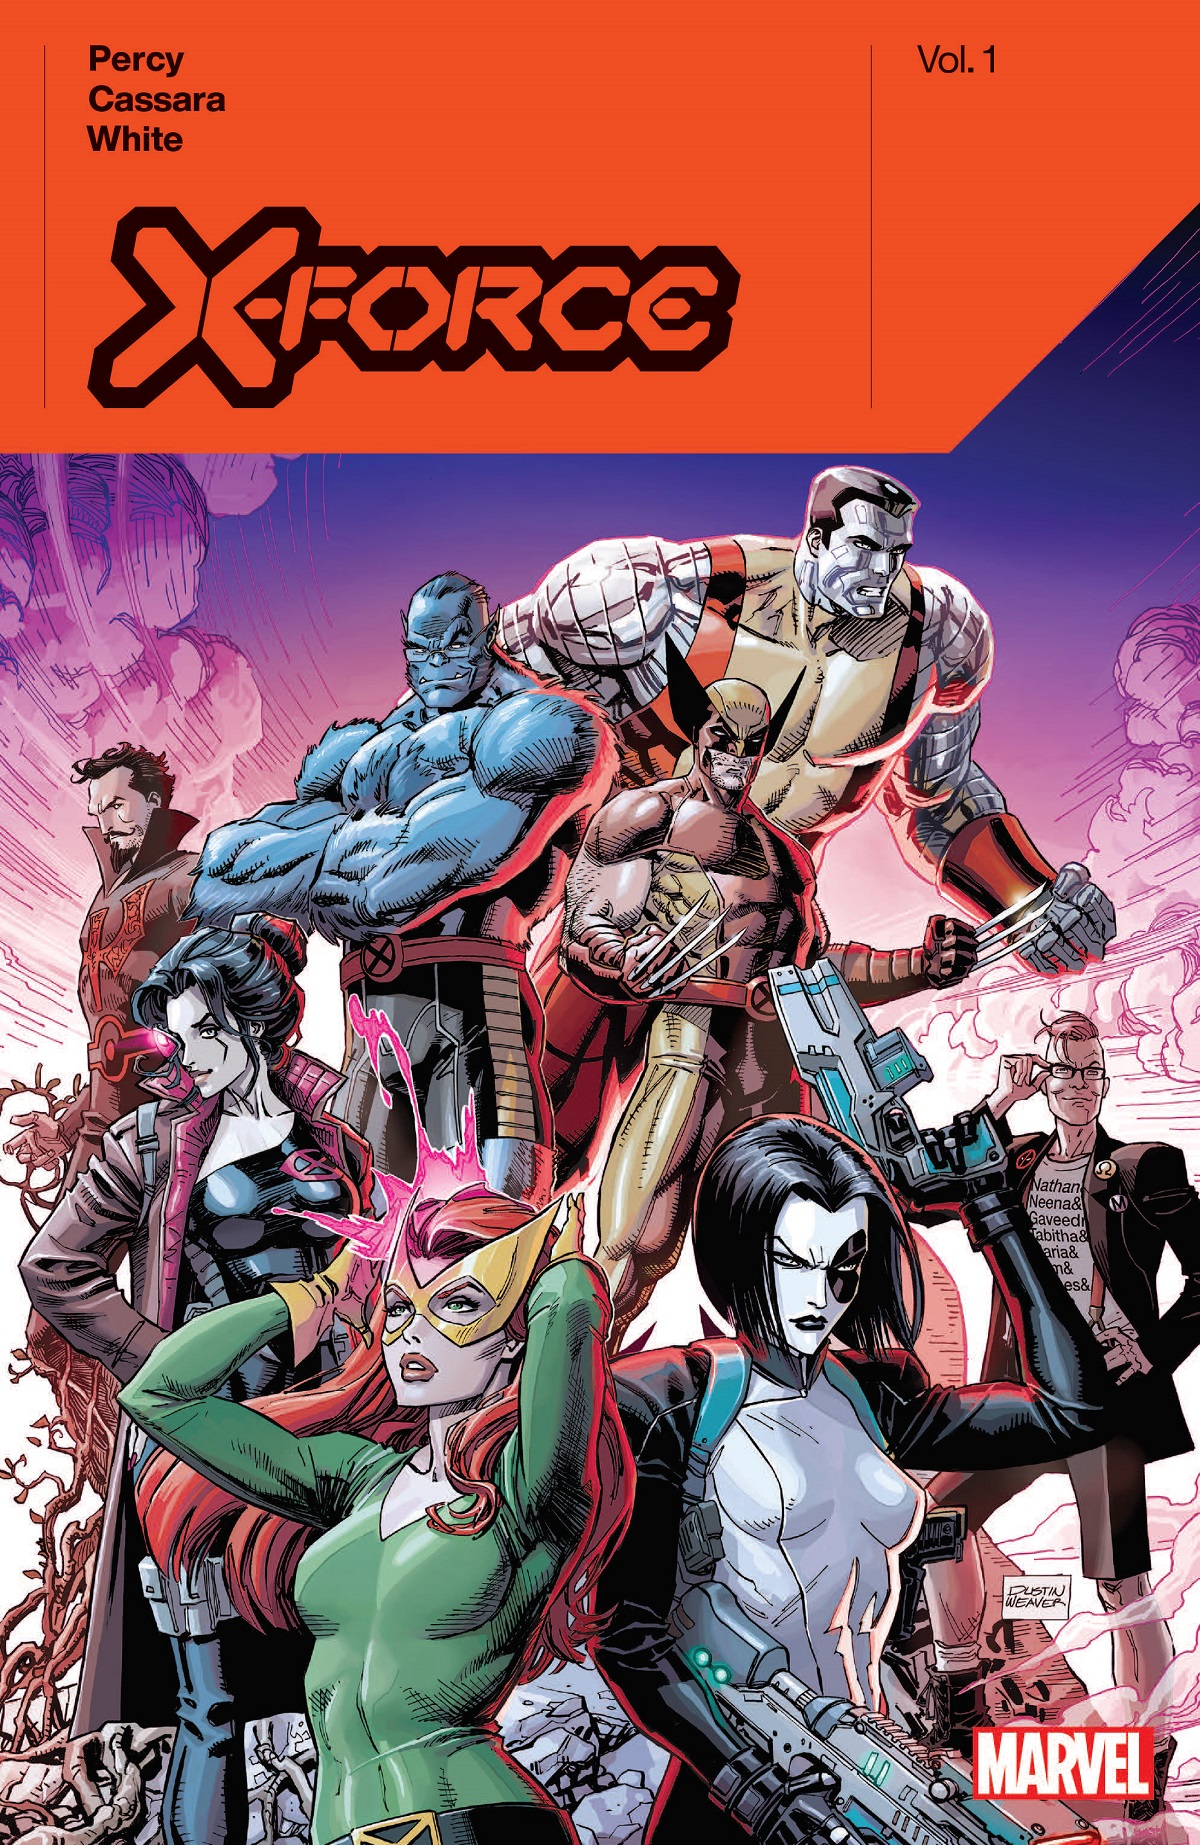 Percy
Cassara
White
Vol. 1
X-FORCE
Nathan
Neena&
Gaveedr
Tabitha&
aria&
m&
es&
DUSTIN
WEAVER
MARVEL